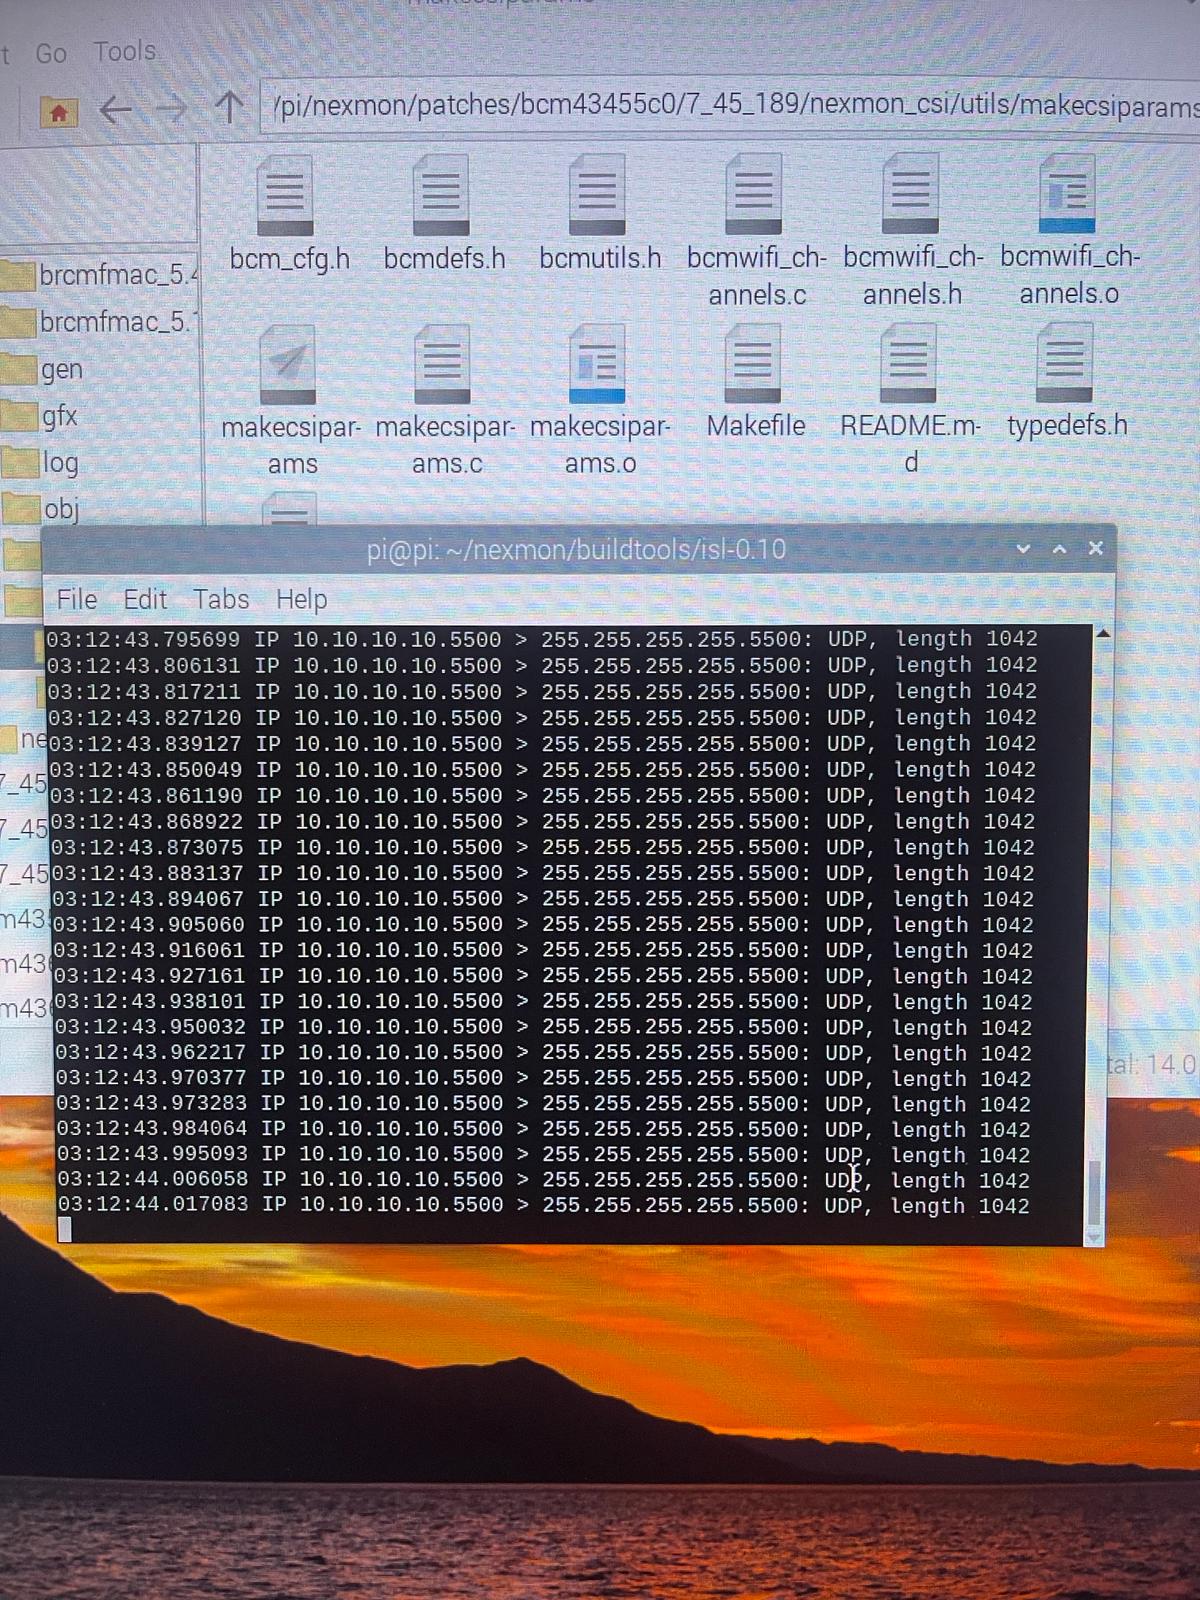 Go Tools
/pi/nexmon/patches/bcm43455c0/7_45_189/nexmon_csi/utils/makecsiparams
bcm_cfg.h bcmdefs.h bcmutils.h bcmwifi_ch- bcmwifi_ch- bcmwifi_ch-
annels.c annels.h annels.o
brcmfmac_5.4
brcmfmac_5.
gen
gfx
log
obj
makecsipar- makecsipar- makecsipar- Makefile README.m- typedefs.h
ams ams.c ams.o d
pi@pi: ~/nexmon/buildtools/isl-0.10
File Edit Tabs Help
03:12:43.795699 IP 10.10.10.10.5500 > 255.255.255.255.5500: UDP, length 1042
03:12:43.806131 IP 10.10.10.10.5500 > 255.255.255.255.5500: UDP, length 1042
03:12:43.817211 IP 10.10.10.10.5500 > 255.255.255.255.5500: UDP, length 1042
03:12:43.827120 IP 10.10.10.10.5500 > 255.255.255.255.5500: UDP, length 1042
03:12:43.839127 IP 10.10.10.10.5500 > 255.255.255.255.5500: UDP, length 1042
03:12:43.850049 IP 10.10.10.10.5500 > 255.255.255.255.5500: UDP, length 1042
03:12:43.861190 IP 10.10.10.10.5500 > 255.255.255.255.5500: UDP, length 1042
03:12:43.868922 IP 10.10.10.10.5500 > 255.255.255.255.5500: UDP, length 1042
03:12:43.873075 IP 10.10.10.10.5500 > 255.255.255.255.5500: UDP, length 1042
03:12:43.883137 IP 10.10.10.10.5500 > 255.255.255.255.5500: UDP, length 1042
03:12:43.894067 IP 10.10.10.10.5500 > 255.255.255.255.5500: UDP, length 1042
03:12:43.905060 IP 10.10.10.10.5500 > 255.255.255.255.5500: UDP, length 1042
03:12:43.916061 IP 10.10.10.10.5500 > 255.255.255.255.5500: UDP, length 1042
03:12:43.927161 IP 10.10.10.10.5500 > 255.255.255.255.5500: UDP, length 1042
03:12:43.938101 IP 10.10.10.10.5500 > 255.255.255.255.5500: UDP, length 1042
03:12:43.950032 IP 10.10.10.10.5500 > 255.255.255.255.5500: UDP, length 1042
03:12:43.962217 IP 10.10.10.10.5500 > 255.255.255.255.5500: UDP, length 1042
03:12:43.970377 IP 10.10.10.10.5500 > 255.255.255.255.5500: UDP, length 1042
03:12:43.973283 IP 10.10.10.10.5500 > 255.255.255.255.5500: UDP, length 1042
03:12:43.984064 IP 10.10.10.10.5500 > 255.255.255.255.5500: UDP, length 1042
03:12:43.995093 IP 10.10.10.10.5500 > 255.255.255.255.5500: UDP, length 1042
03:12:44.006058 IP 10.10.10.10.5500 > 255.255.255.255.5500: UDP, length 1042
03:12:44.017083 IP 10.10.10.10.5500 > 255.255.255.255.5500: UDP, length 1042
ne
7_45
7_45
7_45
m43
m43
m43
tal: 14.0